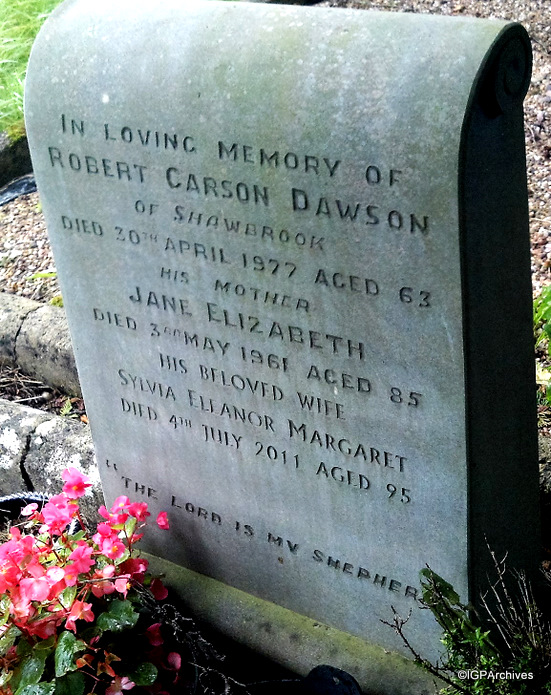 IN LOVING MEMORY OF
ROBERT CARSON DAWSON
OF SHAWBROOK
DIED 30TH APRIL 1977 AGED 63
HIS MOTHER
JANE ELIZABETH
DIED 3RD MAY 1961 AGED 85
HIS BELOVED WIFE
SYLVIA ELEANOR MARGARET
DIED 4TH JULY 2011 AGED 95
"THE LORD IS MY SHEPHER
©IGPArchives